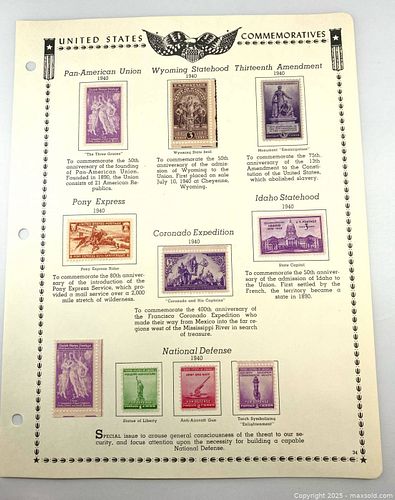 UNITED STATES COMMEMORATIVES
Pan-American Union
1940
Wyoming Statehood
1940
Thirteenth Amendment
1940
"The Three Graces"
Wyoming State Seal
Monument "Emancipation"
To commemorate the 50th
anniversary of the founding
of Pan-American Union.
Founded in 1890, the Union
consists of 21 American Re-
publics.
To commemorate the 50th
anniversary of the admis-
sion of Wyoming to the
Union. First placed on sale
July 10, 1940 at Cheyenne,
Wyoming.
To commemorate the 75th
anniversary of the 13th
Amendment to the Consti-
tution of the United States,
which abolished slavery.
Pony Express
1940
Coronado Expedition
1940
Idaho Statehood
1940
Pony Express Rider
"Coronado and His Captains"
State Capitol
To commemorate the 80th anniver-
sary of the introduction of the
Pony Express Service, which pro-
vided a mail service over a 2,000
mile stretch of wilderness.
To commemorate the 400th anniversary of
the Francisco Coronado Expedition who
made their way from Mexico into the far re-
gions west of the Mississippi River in search
of treasure.
To commemorate the 50th anniver-
sary of the admission of Idaho to
the Union. First settled by the
French, the territory became a
state in 1890.
National Defense
1940
Statue of Liberty
Anti-Aircraft Gun
Torch Symbolizing
"Enlightenment"
SPECIAL issue to arouse general consciousness of the threat to our se-
curity, and focus attention upon the necessity for building a capable
National Defense.
34
Copyright 2025 - maxsold.com